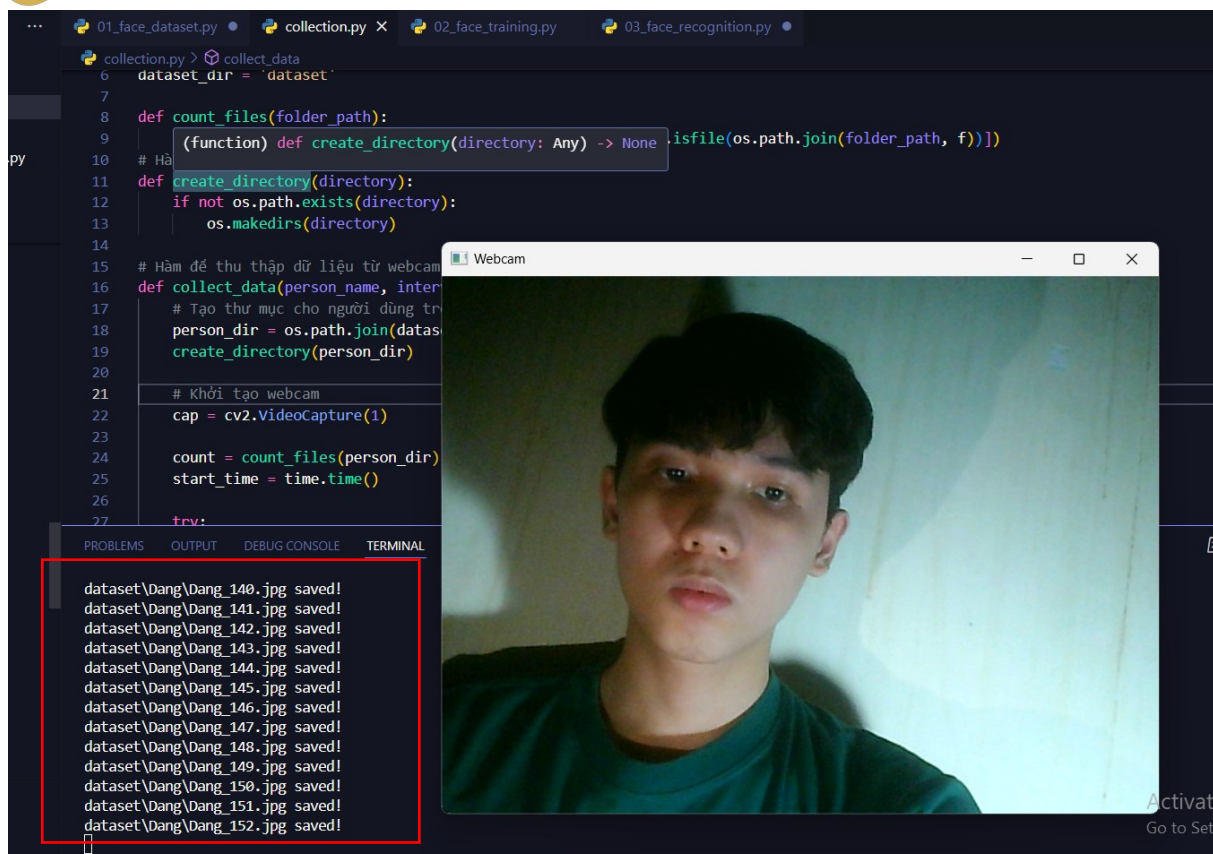 ... 01_face_dataset.py ● collection.py × 02_face_training.py 03_face_recognition.py ●
collection.py > collect_data
.py
6 dataset_dir = 'dataset'
7
8 def count_files(folder_path):
9 .isfile(os.path.join(folder_path, f))])
(function) def create_directory(directory: Any) -> None
10 # Hà
11 def create_directory(directory):
12 if not os.path.exists(directory):
13 os.makedirs(directory)
14
15 # Hàm để thu thập dữ liệu từ webcam
16 def collect_data(person_name, inter
17 # Tạo thư mục cho người dùng tr
18 person_dir = os.path.join(datas
19 create_directory(person_dir)
20
21 # Khởi tạo webcam
22 cap = cv2.VideoCapture(1)
23
24 count = count_files(person_dir)
25 start_time = time.time()
26
27 try:
Webcam
PROBLEMS OUTPUT DEBUG CONSOLE TERMINAL
dataset\Dang\Dang_140.jpg saved!
dataset\Dang\Dang_141.jpg saved!
dataset\Dang\Dang_142.jpg saved!
dataset\Dang\Dang_143.jpg saved!
dataset\Dang\Dang_144.jpg saved!
dataset\Dang\Dang_145.jpg saved!
dataset\Dang\Dang_146.jpg saved!
dataset\Dang\Dang_147.jpg saved!
dataset\Dang\Dang_148.jpg saved!
dataset\Dang\Dang_149.jpg saved!
dataset\Dang\Dang_150.jpg saved!
dataset\Dang\Dang_151.jpg saved!
dataset\Dang\Dang_152.jpg saved!
Activat
Go to Set